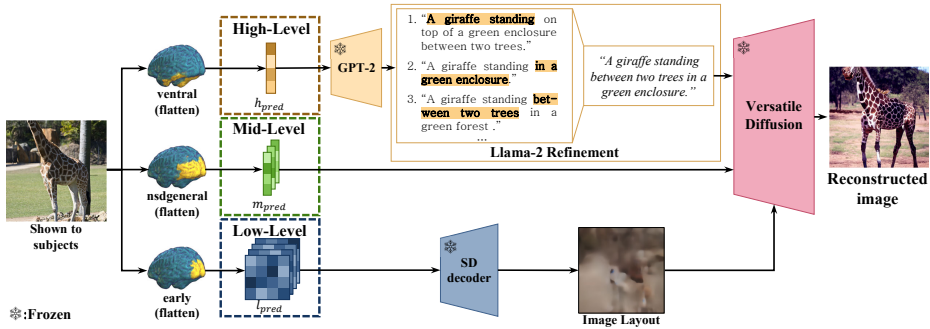 High-Level
h_pred
ventral
(flatten)
GPT-2
1. “A giraffe standing on
top of a green enclosure
between two trees.”
2. “A giraffe standing in a
green enclosure.”
3. “A giraffe standing bet-
ween two trees in a
green forest .”
...
“A giraffe standing
between two trees in a
green enclosure.”
Llama-2 Refinement
Versatile
Diffusion
Reconstructed
image
Shown to
subjects
Mid-Level
m_pred
nsdgeneral
(flatten)
Low-Level
l_pred
early
(flatten)
SD
decoder
Image Layout
:Frozen